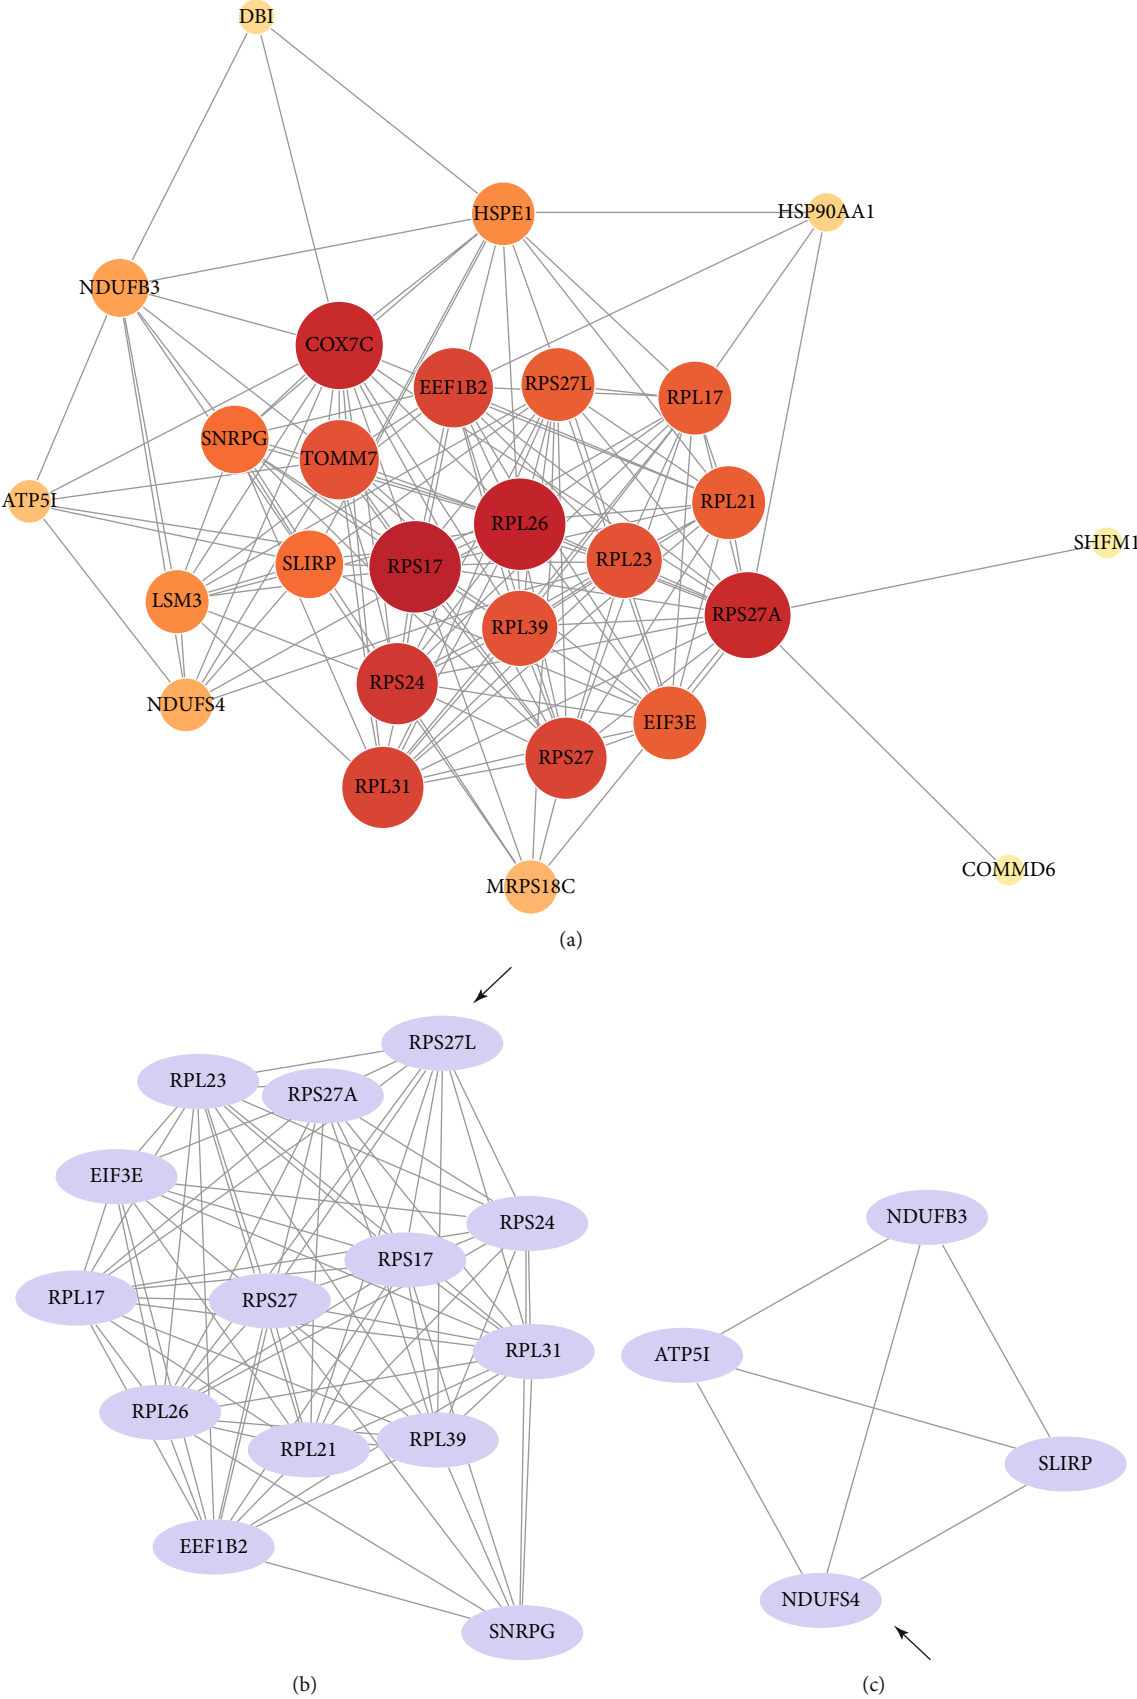 DBI
HSPE1
HSP90AA1
NDUFB3
COX7C
EEF1B2
RPS27L
RPL17
SNRPG
TOMM7
ATP5I
RPL26
RPL21
SHFM1
SLIRP
RPS17
RPL23
LSM3
RPL39
RPS27A
RPS24
NDUFS4
EIF3E
RPL31
RPS27
MRPS18C
COMMD6
(a)
RPS27L
RPL23
RPS27A
EIF3E
RPS24
RPS17
RPL17
RPS27
RPL31
RPL26
RPL21
RPL39
EEF1B2
SNRPG
(b)
NDUFB3
ATP5I
SLIRP
NDUFS4
(c)